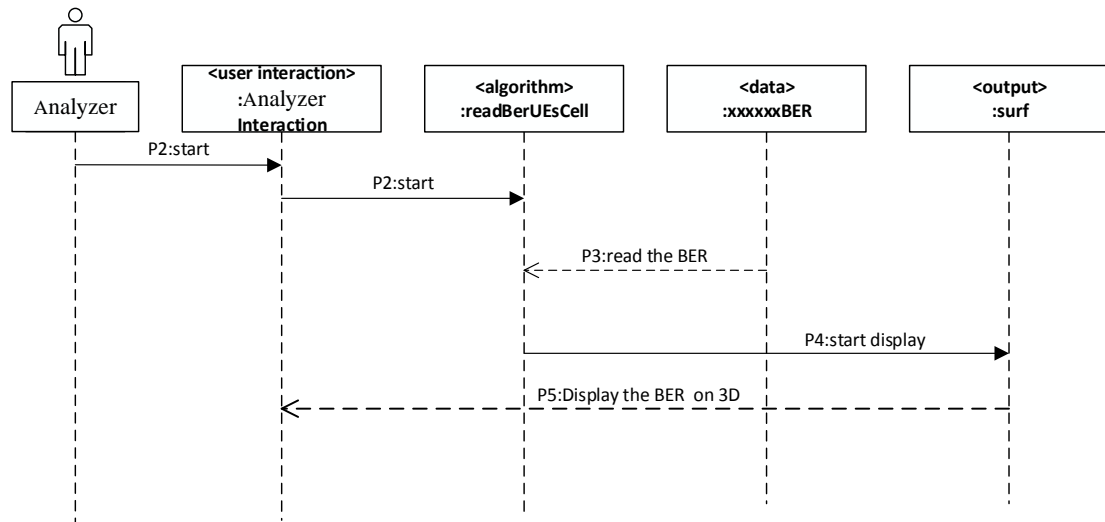 Analyzer
<user interaction>
:Analyzer
Interaction
<algorithm>
:readBerUEsCell
<data>
:xxxxxxBER
<output>
:surf
P2:start
P2:start
P3:read the BER
P4:start display
P5:Display the BER on 3D